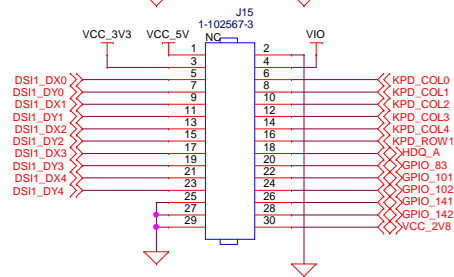 J15
1-102567-3
VCC_3V3 VCC_5V NC VIO
1 2
3 4
DSI1_DX0 5 6 KPD_COL0
DSI1_DY0 7 8 KPD_COL1
DSI1_DX1 9 10 KPD_COL2
DSI1_DY1 11 12 KPD_COL3
DSI1_DX2 13 14 KPD_COL4
DSI1_DY2 15 16 KPD_ROW1
DSI1_DX3 17 18 HDQ_A
DSI1_DY3 19 20 GPIO_83
DSI1_DX4 21 22 GPIO_101
DSI1_DY4 23 24 GPIO_102
25 26 GPIO_141
27 28 GPIO_142
29 30 VCC_2V8